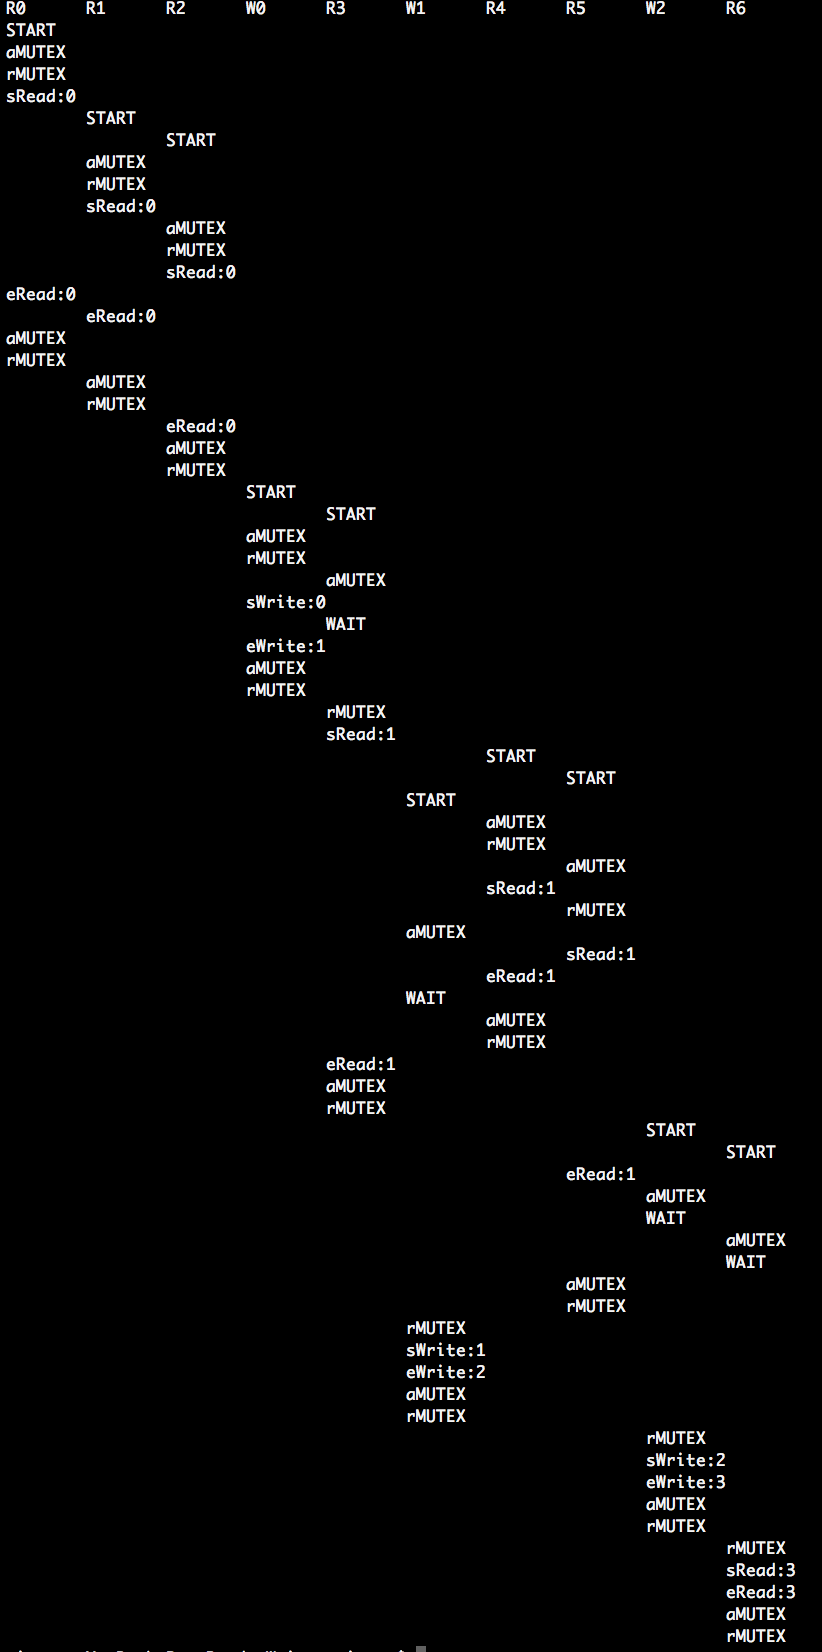 R0 R1 R2 W0 R3 W1 R4 R5 W2 R6
START
aMUTEX
rMUTEX
sRead:0
START
START
aMUTEX
rMUTEX
sRead:0
aMUTEX
rMUTEX
sRead:0
eRead:0
eRead:0
aMUTEX
rMUTEX
aMUTEX
rMUTEX
eRead:0
aMUTEX
rMUTEX
START
START
aMUTEX
rMUTEX
aMUTEX
sWrite:0
WAIT
eWrite:1
aMUTEX
rMUTEX
rMUTEX
sRead:1
START
START
START
aMUTEX
rMUTEX
aMUTEX
sRead:1
rMUTEX
aMUTEX
sRead:1
eRead:1
WAIT
aMUTEX
rMUTEX
eRead:1
aMUTEX
rMUTEX
START
START
eRead:1
aMUTEX
WAIT
aMUTEX
WAIT
aMUTEX
rMUTEX
rMUTEX
sWrite:1
eWrite:2
aMUTEX
rMUTEX
rMUTEX
sWrite:2
eWrite:3
aMUTEX
rMUTEX
rMUTEX
sRead:3
eRead:3
aMUTEX
rMUTEX